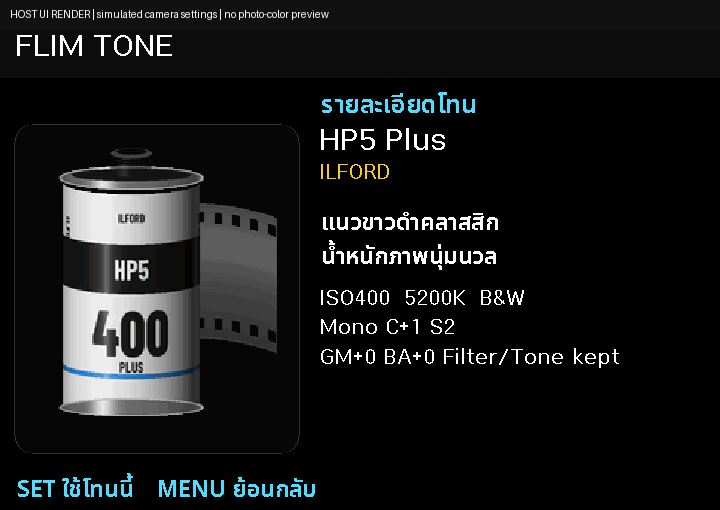 HOST UI RENDER | simulated camera settings | no photo-color preview
FLIM TONE
รายละเอียดโทน
HP5 Plus
ILFORD
แนวขาวดำคลาสสิก
น้ำหนักภาพนุ่มนวล
ISO400 5200K B&W
Mono C+1 S2
GM+0 BA+0 Filter/Tone kept
ILFORD
HP5
400
PLUS
SET ใช้โทนนี้ MENU ย้อนกลับ